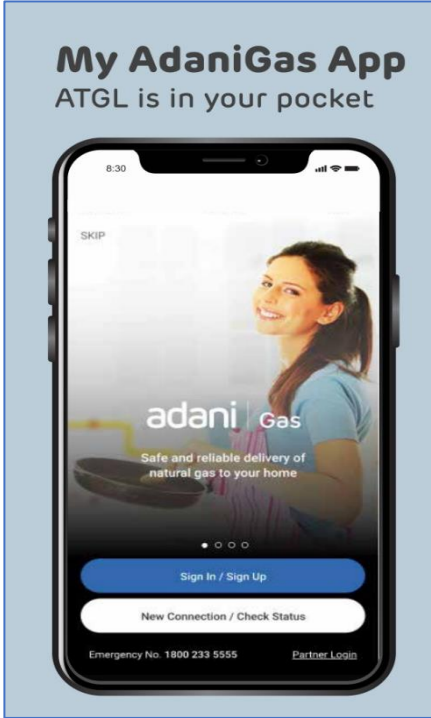 My AdaniGas App
ATGL is in your pocket
8:30
SKIP
adani Gas
Safe and reliable delivery of
natural gas to your home
Sign In / Sign Up
New Connection / Check Status
Emergency No. 1800 233 5555 Partner Login